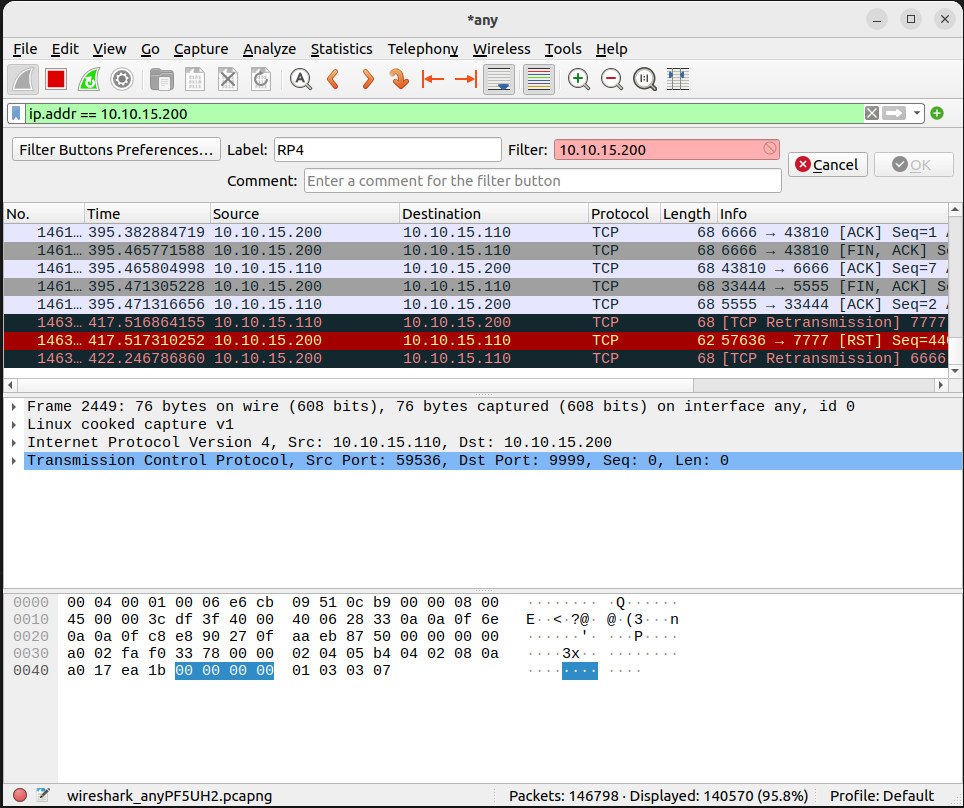 *any
File Edit View Go Capture Analyze Statistics Telephony Wireless Tools Help
ip.addr == 10.10.15.200
Filter Buttons Preferences... Label: RP4 Filter: 10.10.15.200
Cancel OK
Comment: Enter a comment for the filter button
No. Time Source Destination Protocol Length Info
1461… 395.382884719 10.10.15.200 10.10.15.110 TCP 68 6666 → 43810 [ACK] Seq=1
1461… 395.465771588 10.10.15.200 10.10.15.110 TCP 68 6666 → 43810 [FIN, ACK]
1461… 395.465804998 10.10.15.110 10.10.15.200 TCP 68 43810 → 6666 [ACK] Seq=7
1461… 395.471305228 10.10.15.200 10.10.15.110 TCP 68 33444 → 5555 [FIN, ACK]
1461… 395.471316656 10.10.15.110 10.10.15.200 TCP 68 5555 → 33444 [ACK] Seq=2
1463… 417.516864155 10.10.15.110 10.10.15.200 TCP 68 [TCP Retransmission] 7777
1463… 417.517310252 10.10.15.200 10.10.15.110 TCP 62 57636 → 7777 [RST] Seq=44
1463… 422.246786860 10.10.15.110 10.10.15.200 TCP 68 [TCP Retransmission] 6666
Frame 2449: 76 bytes on wire (608 bits), 76 bytes captured (608 bits) on interface any, id 0
Linux cooked capture v1
Internet Protocol Version 4, Src: 10.10.15.110, Dst: 10.10.15.200
Transmission Control Protocol, Src Port: 59536, Dst Port: 9999, Seq: 0, Len: 0
0000 00 04 00 01 00 06 e6 cb 09 51 0c b9 00 00 08 00 ········ ·Q······
0010 45 00 00 3c df 3f 40 00 40 06 28 33 0a 0a 0f 6e E··<·?@· @·(3···n
0020 0a 0a 0f c8 e8 90 27 0f aa eb 87 50 00 00 00 00 ······'· ···P····
0030 a0 02 fa f0 33 78 00 00 02 04 05 b4 04 02 08 0a ····3x·· ········
0040 a0 17 ea 1b 00 00 00 00 01 03 03 07 ········ ····
wireshark_anyPF5UH2.pcapng Packets: 146798 · Displayed: 140570 (95.8%) Profile: Default